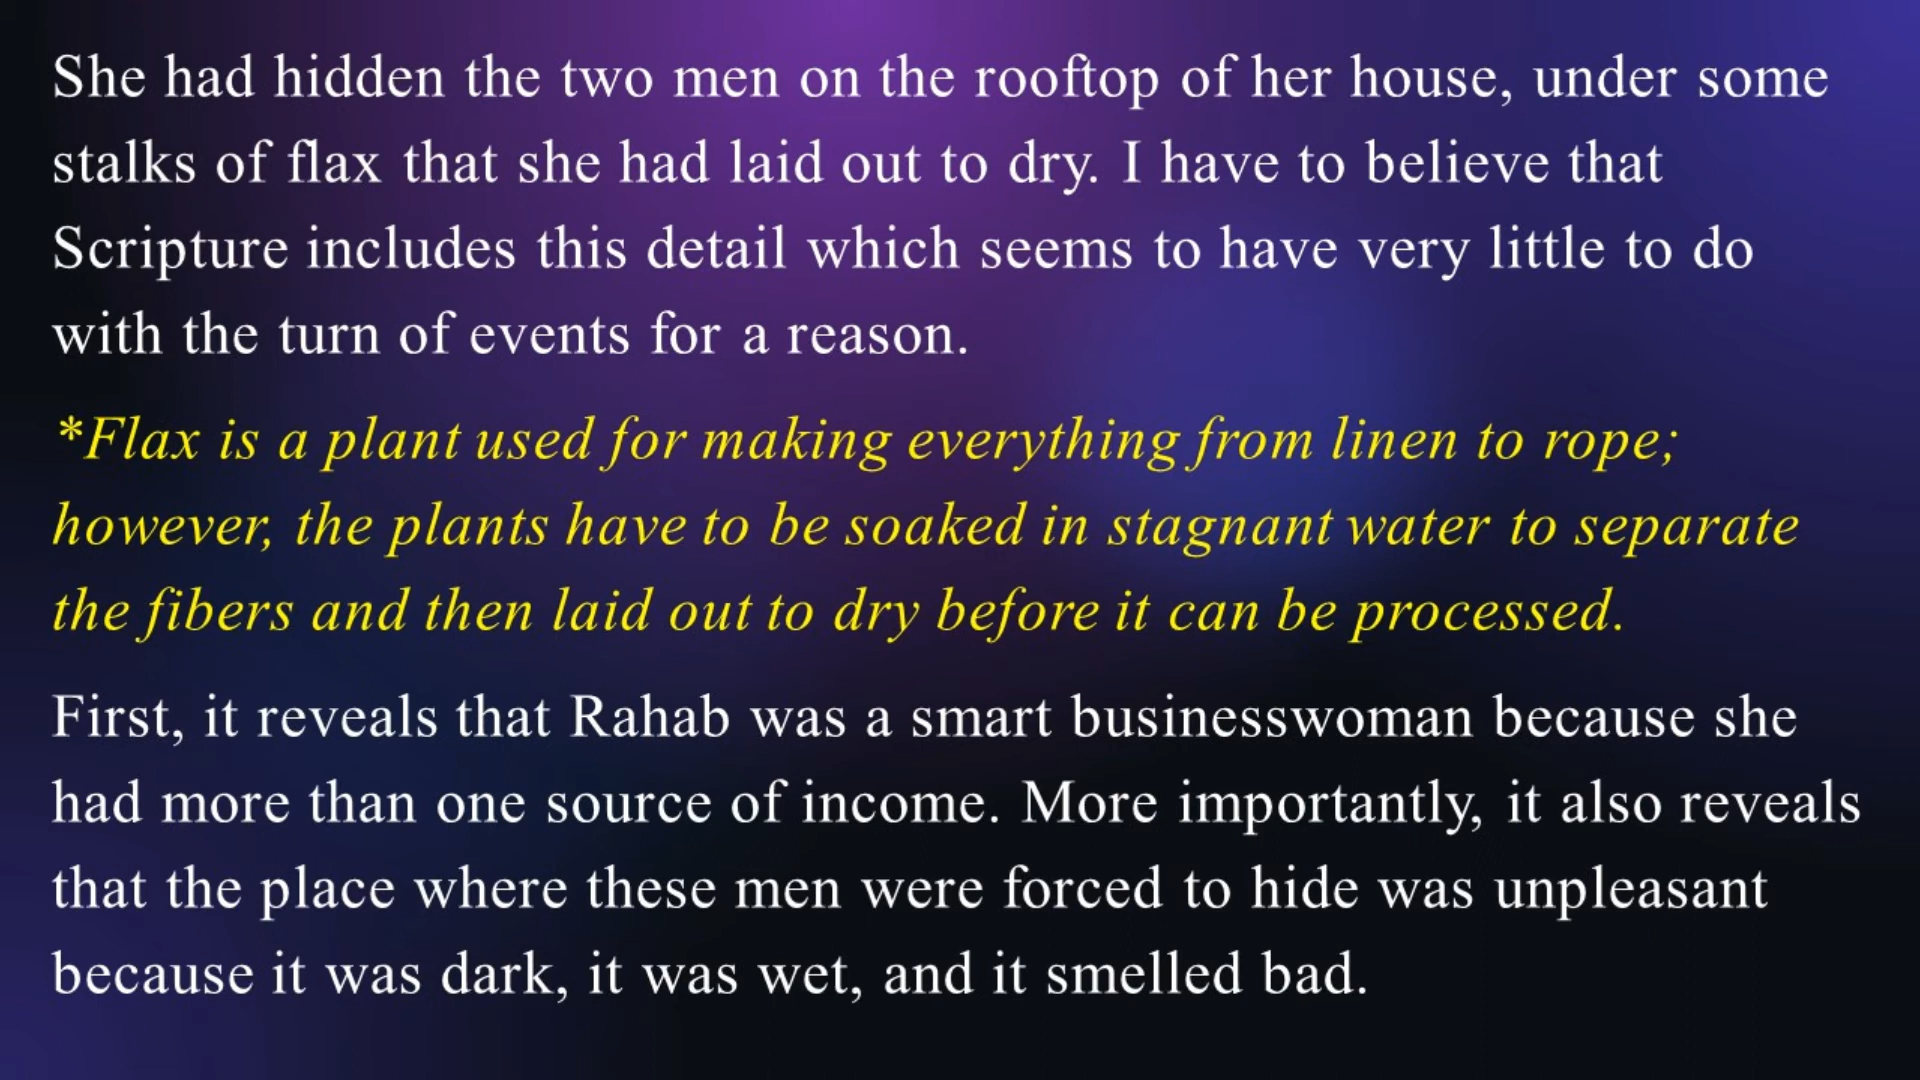 She had hidden the two men on the rooftop of her house, under some
stalks of flax that she had laid out to dry. I have to believe that
Scripture includes this detail which seems to have very little to do
with the turn of events for a reason.
*Flax is a plant used for making everything from linen to rope;
however, the plants have to be soaked in stagnant water to separate
the fibers and then laid out to dry before it can be processed.
First, it reveals that Rahab was a smart businesswoman because she
had more than one source of income. More importantly, it also reveals
that the place where these men were forced to hide was unpleasant
because it was dark, it was wet, and it smelled bad.